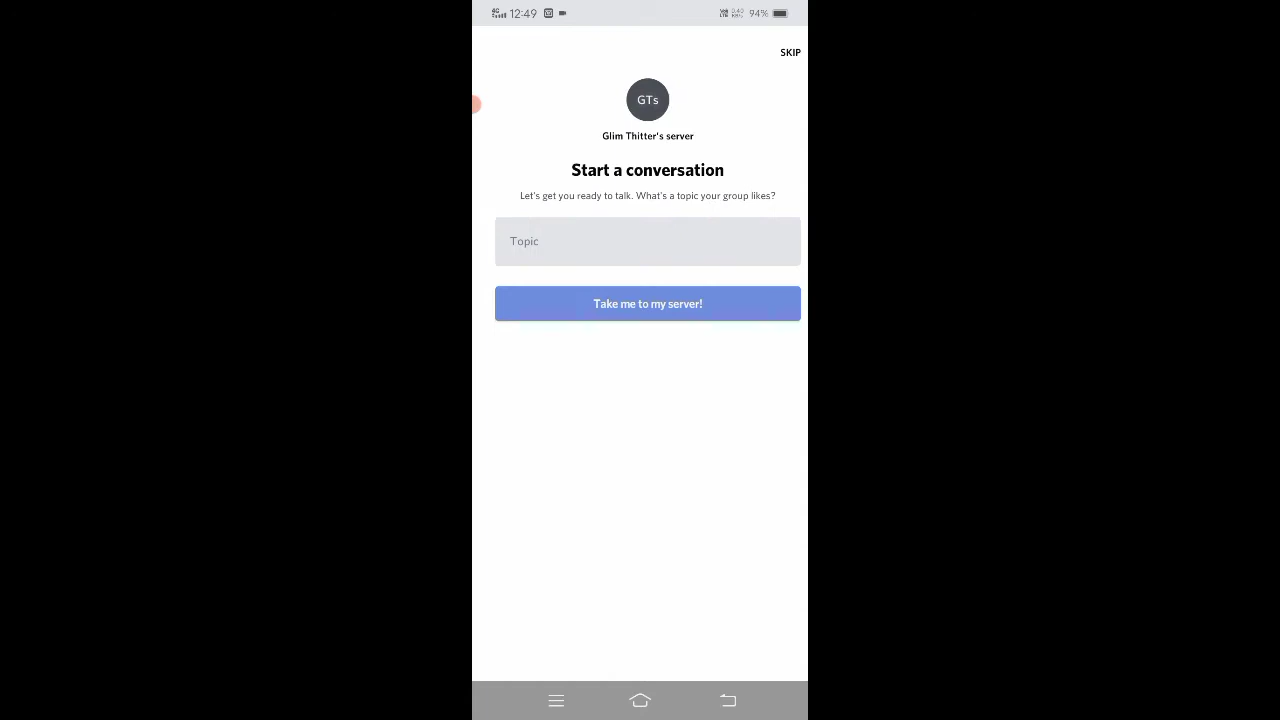 4G 12:49 94%
SKIP
GTs
Glim Thitter's server
Start a conversation
Let's get you ready to talk. What's a topic your group likes?
Topic
Take me to my server!